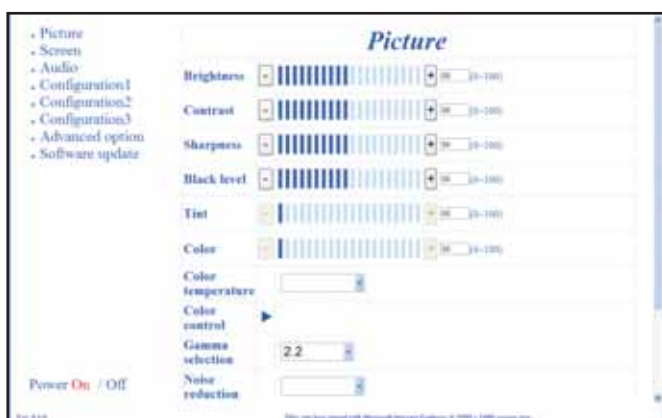 Picture
Screen
Audio
Configuration1
Configuration2
Configuration3
Advanced option
Software update
Power On / Off
Picture
Brightness - + (0~100)
Contrast - + (0~100)
Sharpness - + (0~100)
Black level - + (0~100)
Tint - + (0~100)
Color - + (0~100)
Color
temperature
Color
control
Gamma
selection 2.2
Noise
reduction